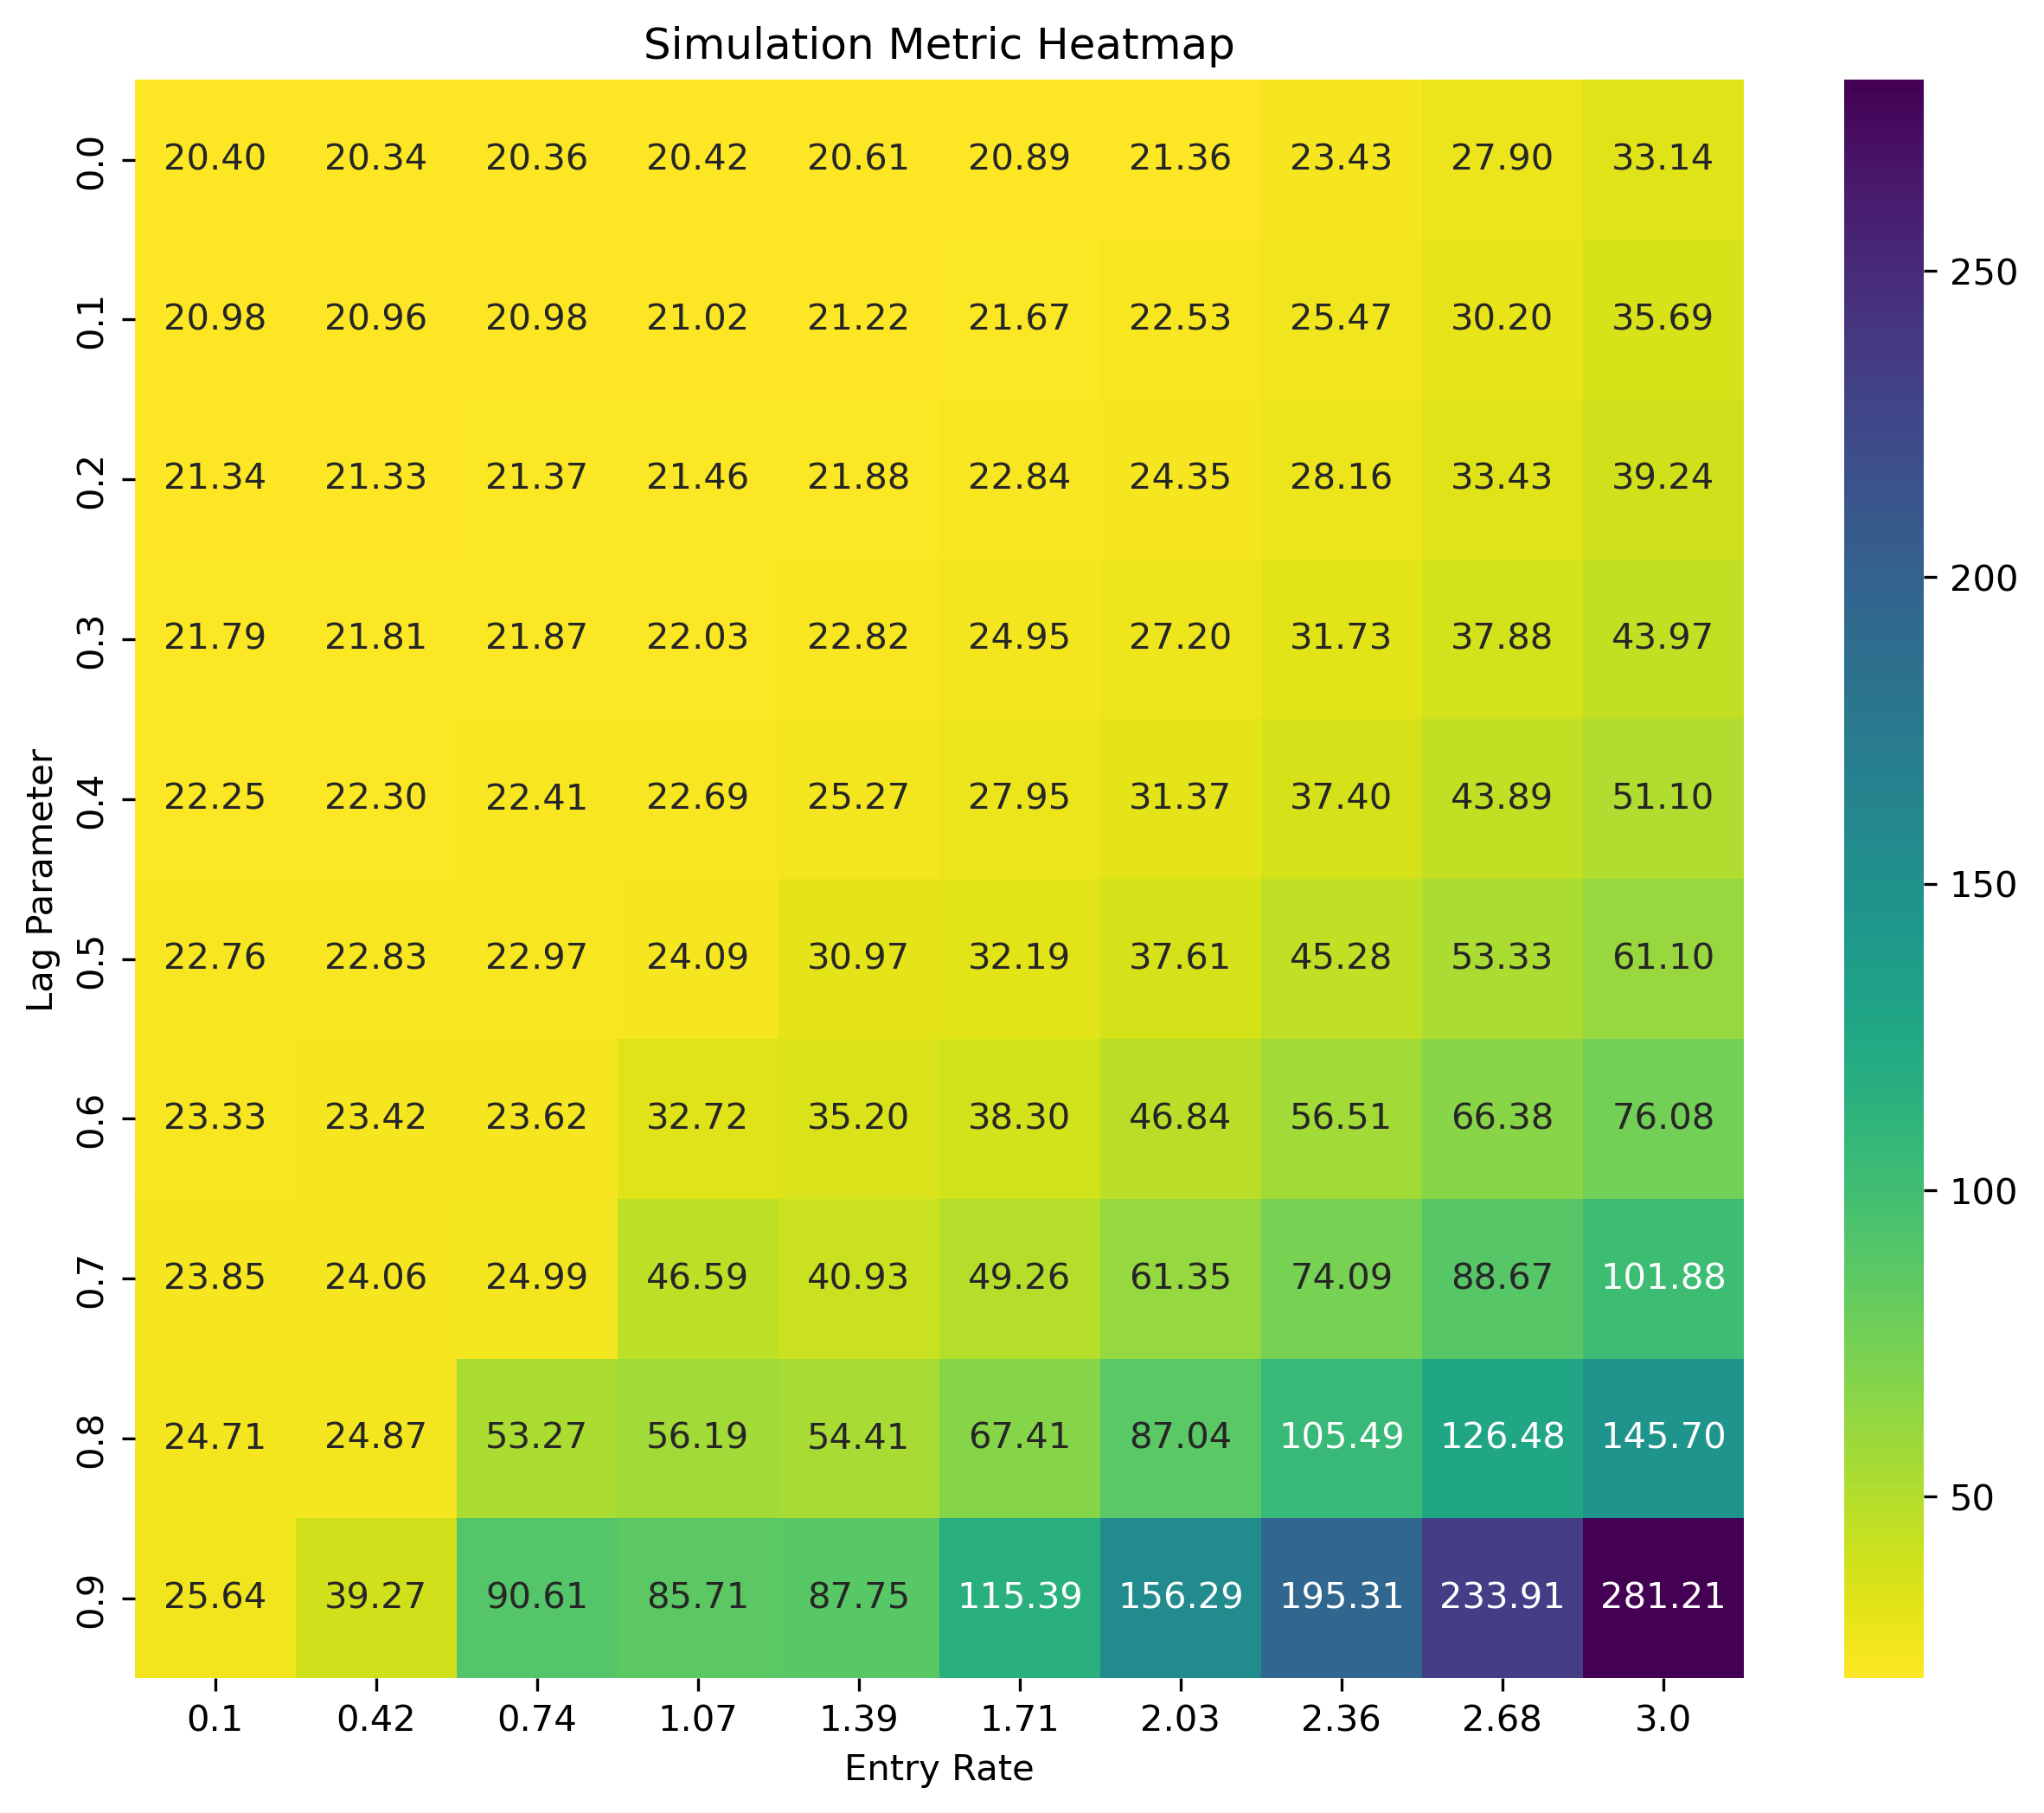 Simulation Metric Heatmap
Lag Parameter
0.0 20.40 20.34 20.36 20.42 20.61 20.89 21.36 23.43 27.90 33.14
0.1 20.98 20.96 20.98 21.02 21.22 21.67 22.53 25.47 30.20 35.69
0.2 21.34 21.33 21.37 21.46 21.88 22.84 24.35 28.16 33.43 39.24
0.3 21.79 21.81 21.87 22.03 22.82 24.95 27.20 31.73 37.88 43.97
0.4 22.25 22.30 22.41 22.69 25.27 27.95 31.37 37.40 43.89 51.10
0.5 22.76 22.83 22.97 24.09 30.97 32.19 37.61 45.28 53.33 61.10
0.6 23.33 23.42 23.62 32.72 35.20 38.30 46.84 56.51 66.38 76.08
0.7 23.85 24.06 24.99 46.59 40.93 49.26 61.35 74.09 88.67 101.88
0.8 24.71 24.87 53.27 56.19 54.41 67.41 87.04 105.49 126.48 145.70
0.9 25.64 39.27 90.61 85.71 87.75 115.39 156.29 195.31 233.91 281.21
0.1 0.42 0.74 1.07 1.39 1.71 2.03 2.36 2.68 3.0
Entry Rate
250
200
150
100
50